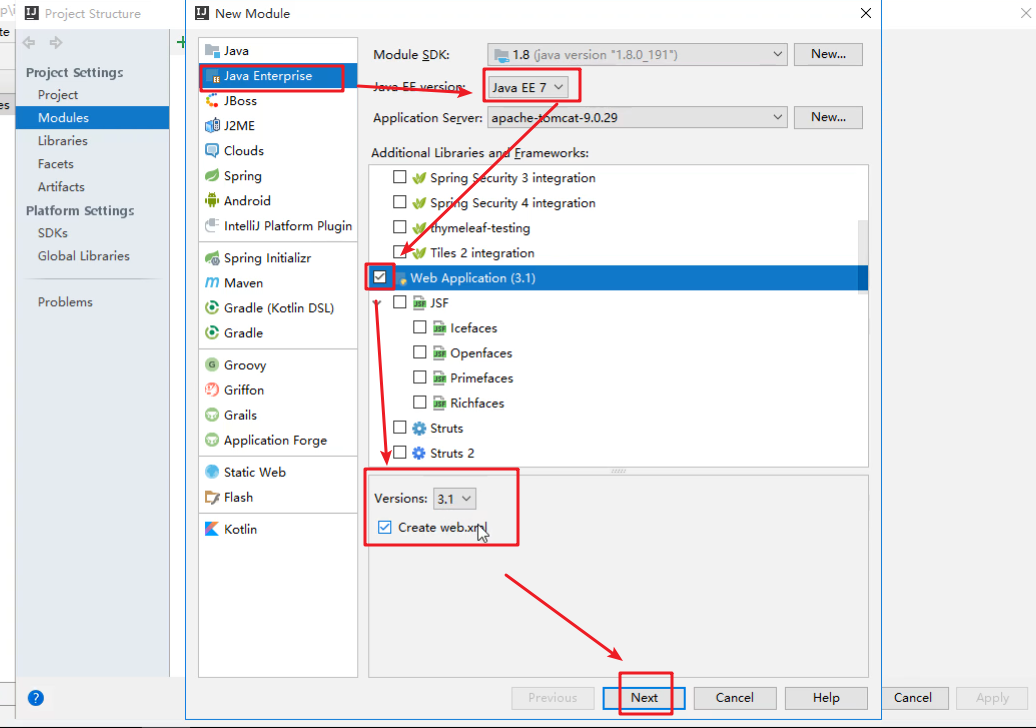 Project Structure
Project Settings
Project
Modules
Libraries
Facets
Artifacts
Platform Settings
SDKs
Global Libraries
Problems
New Module
Java
Java Enterprise
JBoss
J2ME
Clouds
Spring
Android
IntelliJ Platform Plugin
Spring Initializr
Maven
Gradle (Kotlin DSL)
Gradle
Groovy
Griffon
Grails
Application Forge
Static Web
Flash
Kotlin
Module SDK: 1.8 (java version "1.8.0_191") New...
Java EE version: Java EE 7
Application Server: apache-tomcat-9.0.29 New...
Additional Libraries and Frameworks:
Spring Security 3 integration
Spring Security 4 integration
thymeleaf-testing
Tiles 2 integration
Web Application (3.1)
JSF
Icefaces
Openfaces
Primefaces
Richfaces
Struts
Struts 2
Versions: 3.1
Create web.xml
Previous Next Cancel Help
Cancel Apply